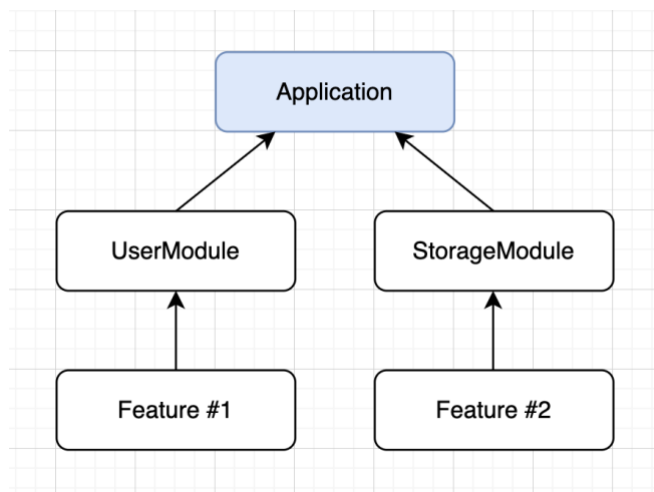 Application
UserModule
StorageModule
Feature #1
Feature #2